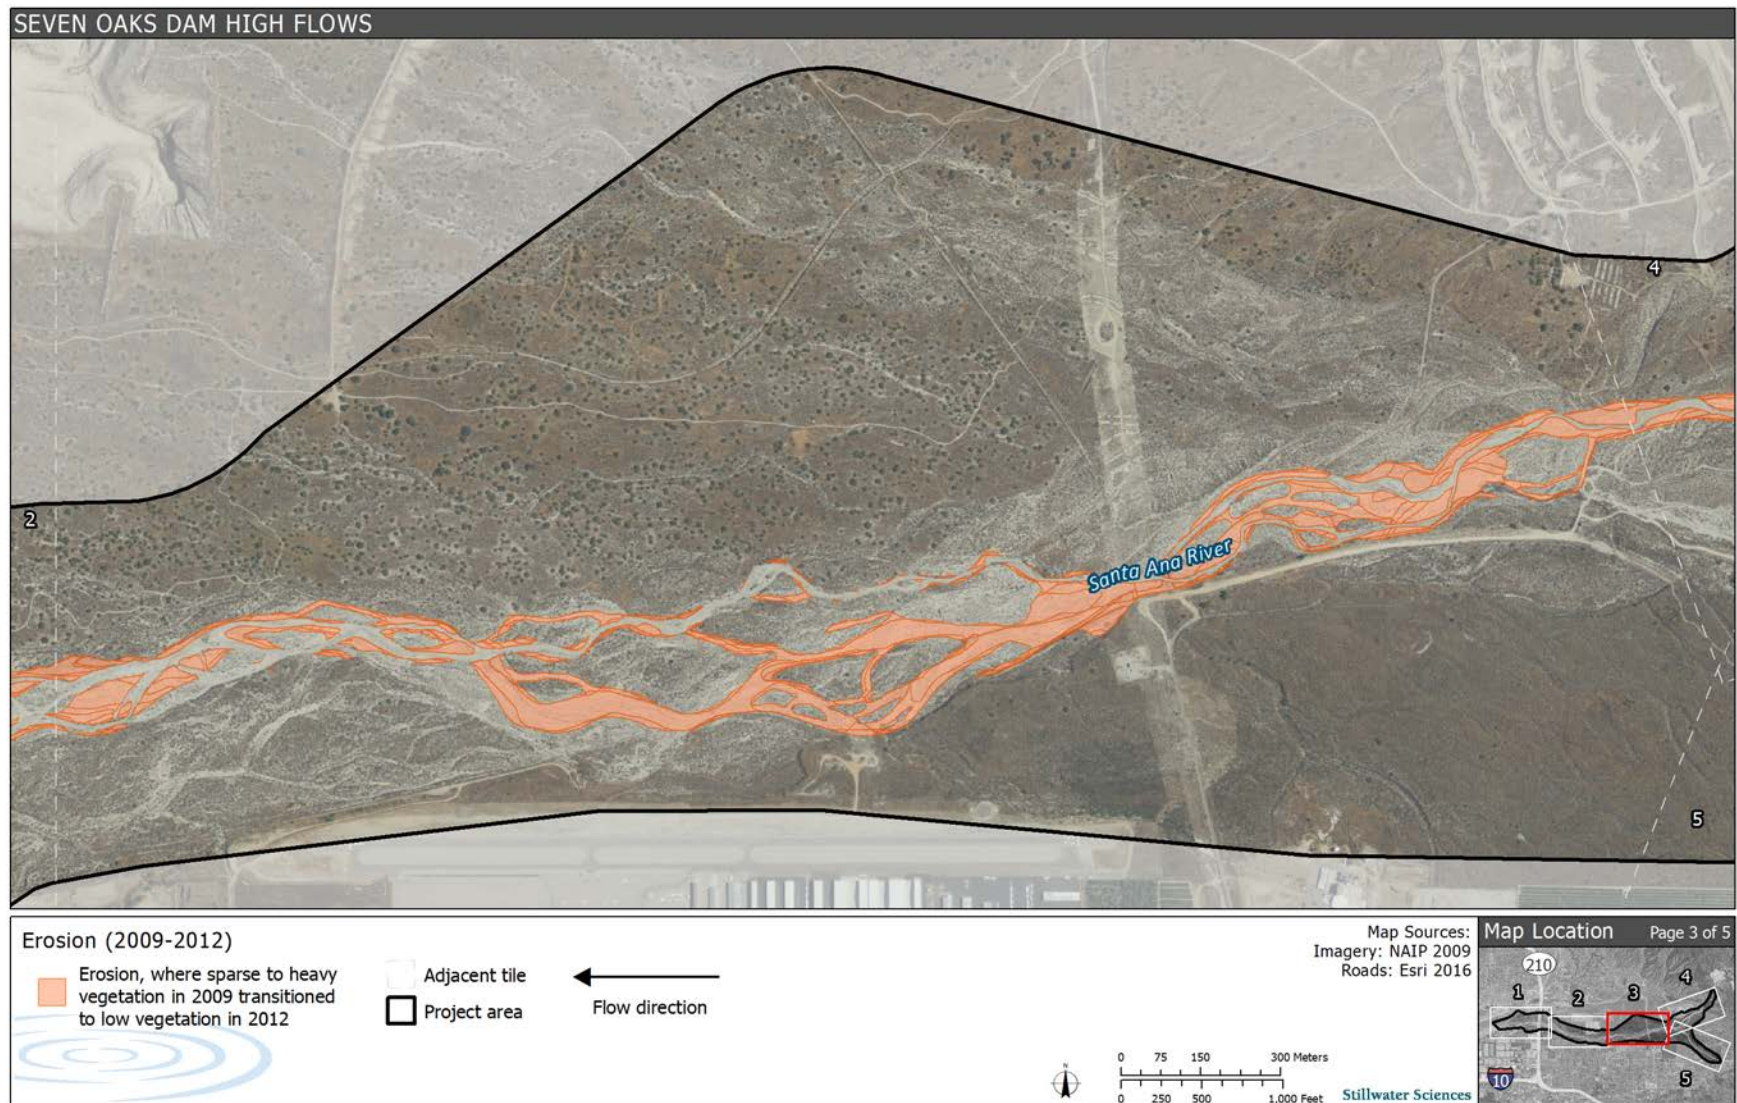 SEVEN OAKS DAM HIGH FLOWS
4
2
Santa Ana River
5
Erosion (2009-2012)
Erosion, where sparse to heavy
vegetation in 2009 transitioned
to low vegetation in 2012
Adjacent tile
Project area
Flow direction
Map Sources:
Imagery: NAIP 2009
Roads: Esri 2016
N
0 75 150 300 Meters
0 250 500 1,000 Feet
Stillwater Sciences
Map Location Page 3 of 5
210
1
2
3
4
5
10